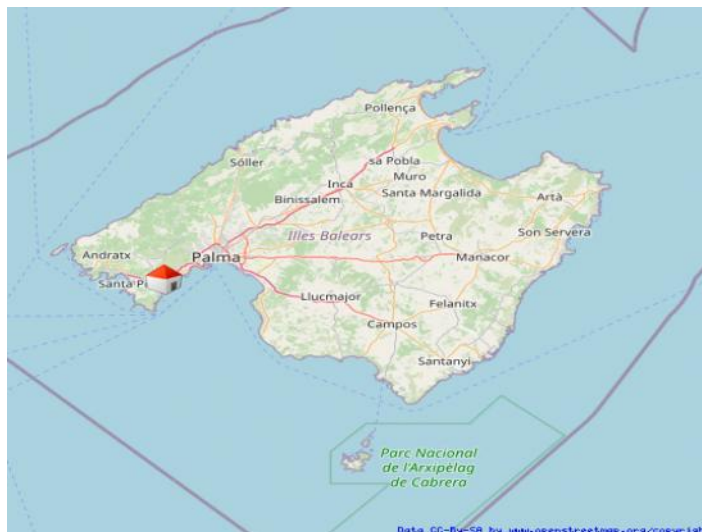 Pollença
Sóller
sa Pobla
Inca
Muro
Binissalem
Santa Margalida
Artà
Illes Balears
Petra
Son Servera
Andratx
Palma
Manacor
Santa P
Llucmajor
Felanitx
Campos
Santanyí
Parc Nacional
de l'Arxipèlag
de Cabrera
Data CC-By-SA by www.openstreetmap.org/copyright